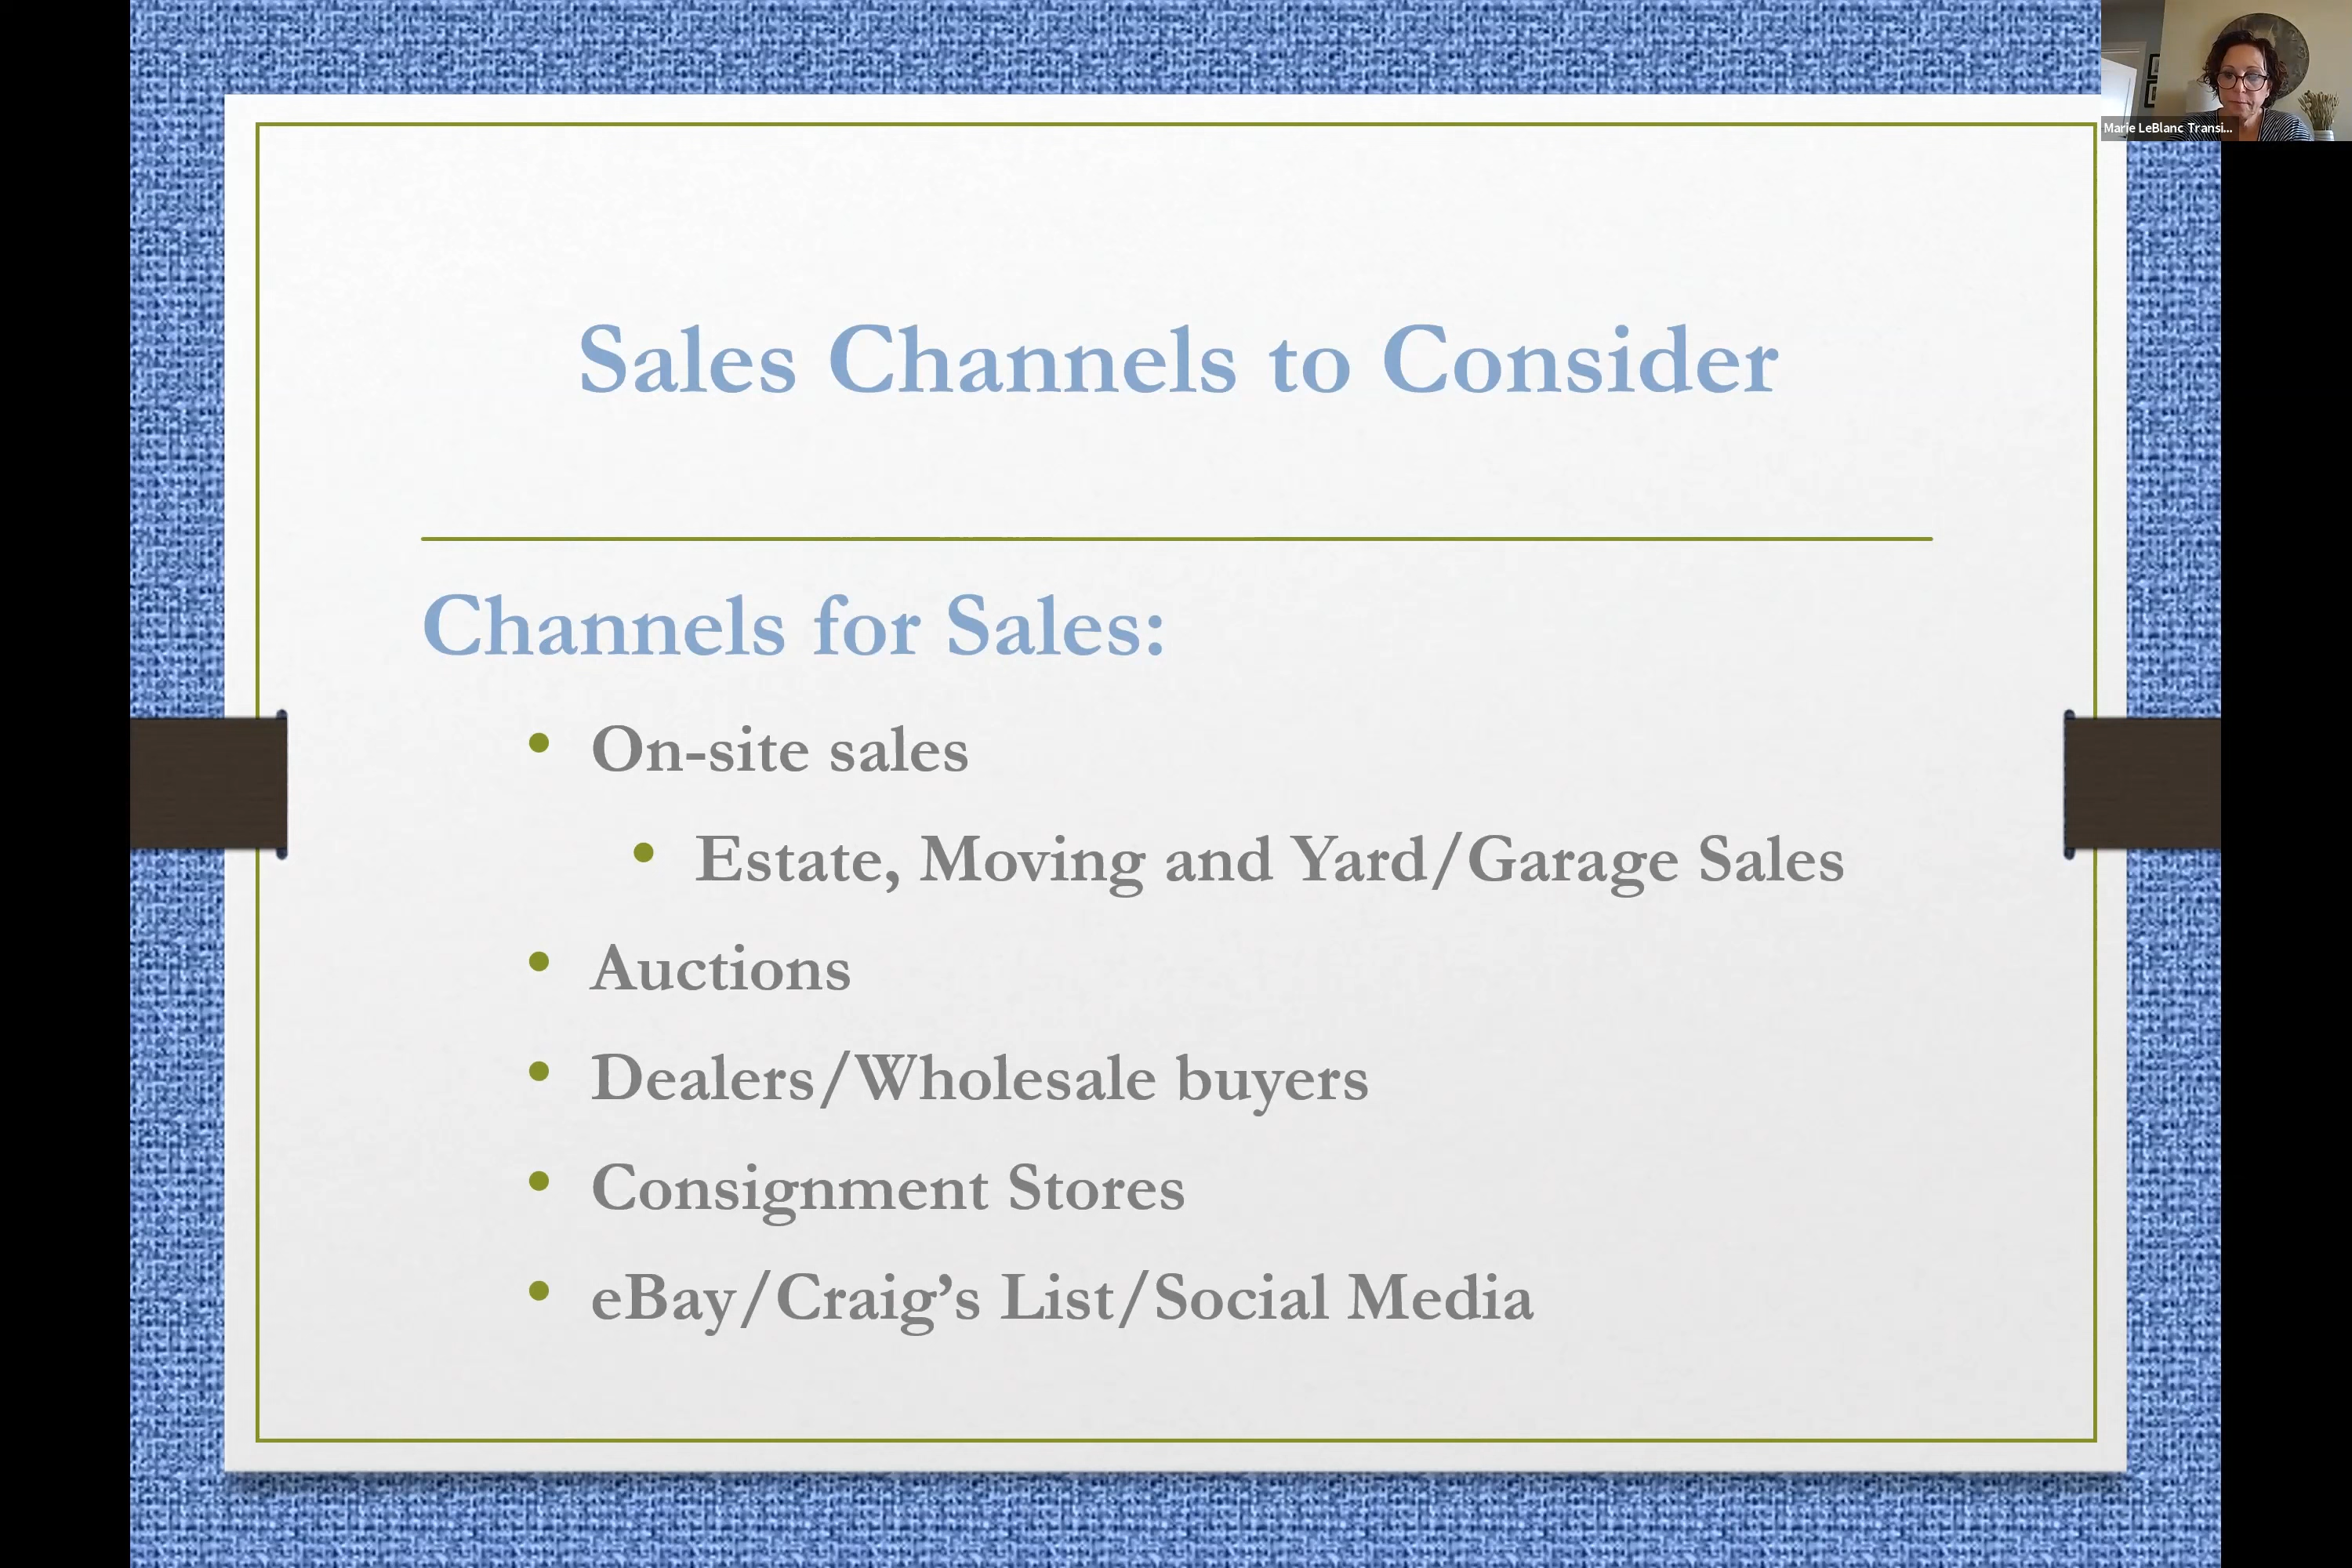 Marie LeBlanc Transi...
Sales Channels to Consider
Channels for Sales:
• On-site sales
• Estate, Moving and Yard/Garage Sales
• Auctions
• Dealers/Wholesale buyers
• Consignment Stores
• eBay/Craig’s List/Social Media